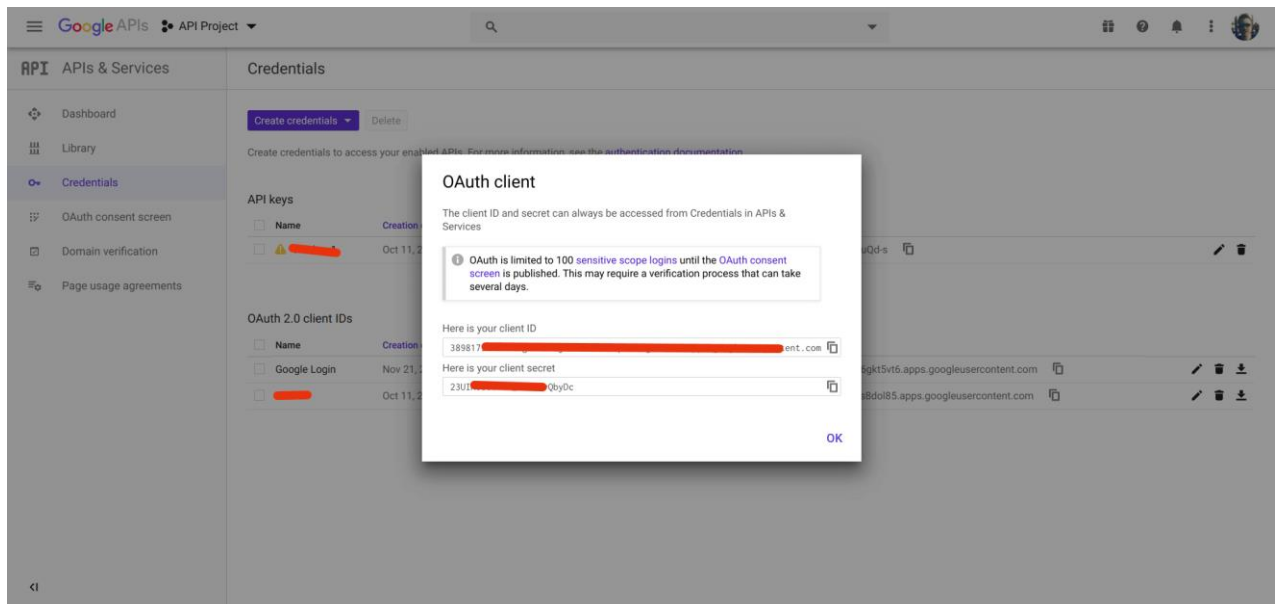 Google APIs API Project
API APIs & Services
Credentials
Dashboard
Library
Credentials
OAuth consent screen
Domain verification
Page usage agreements
Create credentials Delete
Create credentials to access your enabled APIs. For more information, see the authentication documentation.
API keys
Name Creation
Oct 11, 2 uQd-s
OAuth 2.0 client IDs
Name Creation
Google Login Nov 21, 6gkt5vt6.apps.googleusercontent.com
Oct 11, 2 s8dol85.apps.googleusercontent.com
OAuth client
The client ID and secret can always be accessed from Credentials in APIs &
Services
OAuth is limited to 100 sensitive scope logins until the OAuth consent
screen is published. This may require a verification process that can take
several days.
Here is your client ID
389817 ent.com
Here is your client secret
23UI QbyDc
OK